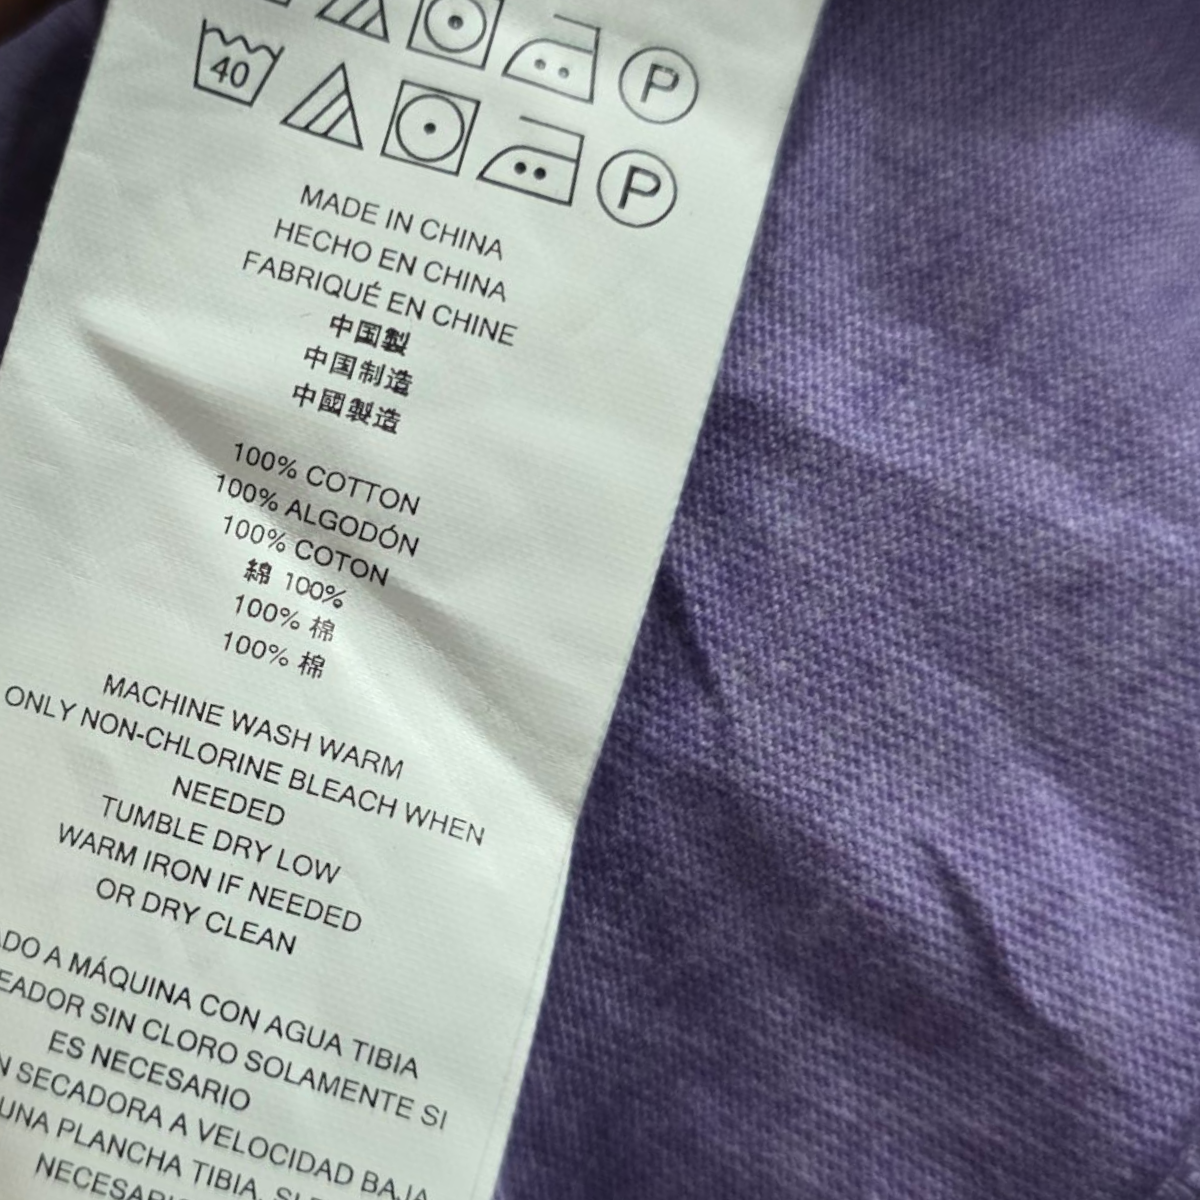 P
40
P
MADE IN CHINA
HECHO EN CHINA
FABRIQUÉ EN CHINE
中国製
中国制造
中國製造
100% COTTON
100% ALGODÓN
100% COTON
綿 100%
100% 棉
100% 棉
MACHINE WASH WARM
ONLY NON-CHLORINE BLEACH WHEN
NEEDED
TUMBLE DRY LOW
WARM IRON IF NEEDED
OR DRY CLEAN
A MÁQUINA CON AGUA TIBIA
SIN CLORO SOLAMENTE SI
ES NECESARIO
SECADORA A VELOCIDAD BAJA
UNA PLANCHA TIBIA,